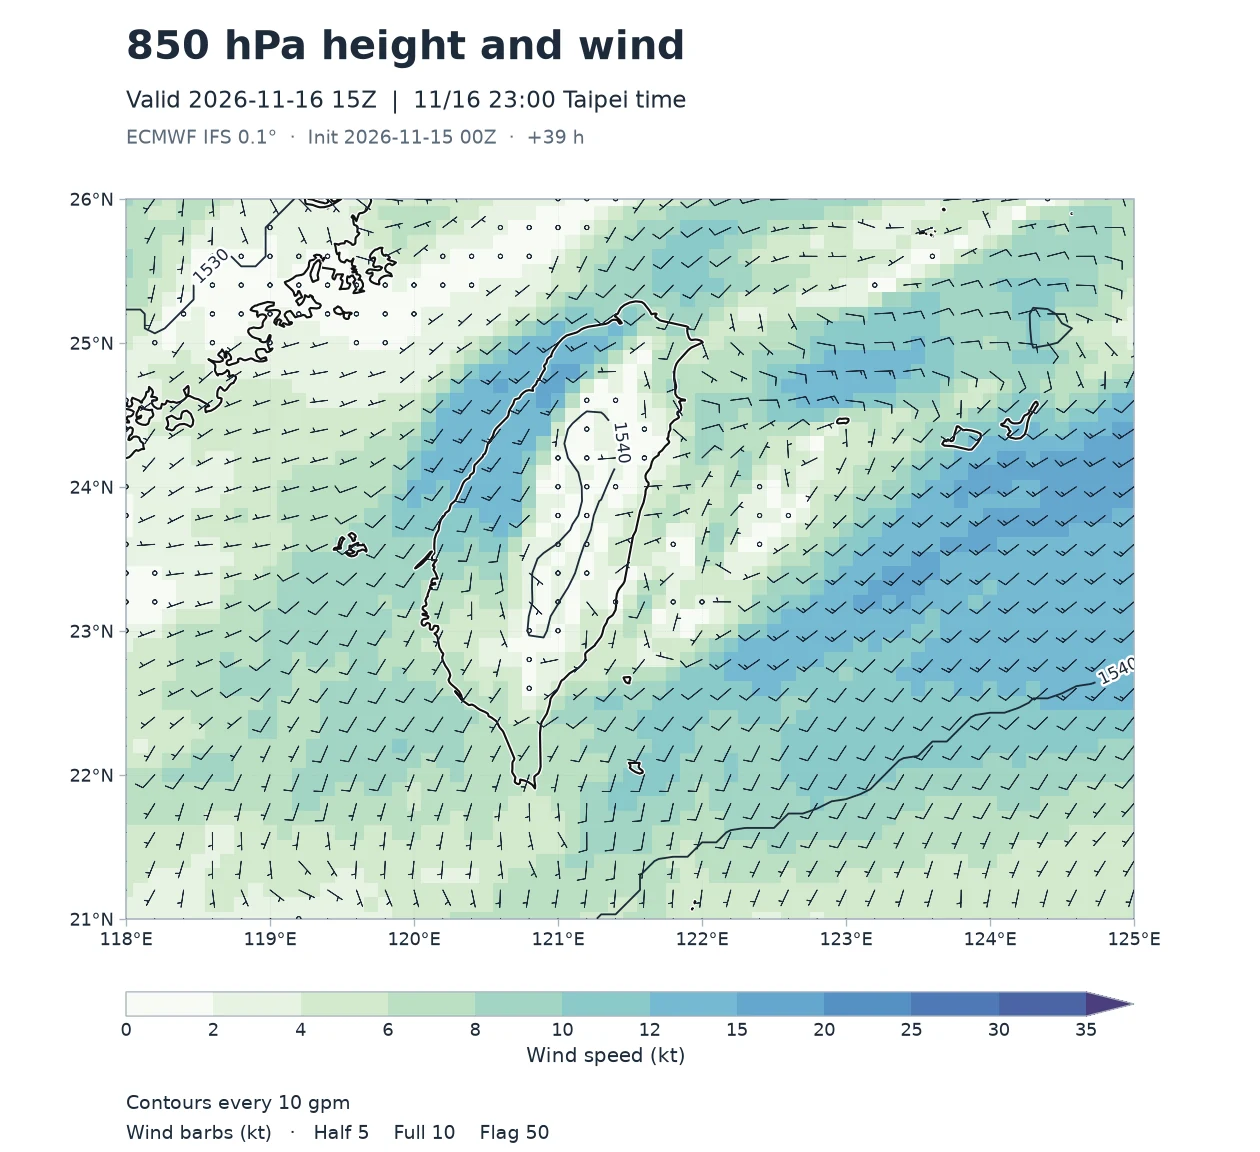 850 hPa height and wind
Valid 2026-11-16 15Z | 11/16 23:00 Taipei time
ECMWF IFS 0.1° · Init 2026-11-15 00Z · +39 h
26°N
25°N
24°N
23°N
22°N
21°N
1530
1540
1540
118°E 119°E 120°E 121°E 122°E 123°E 124°E 125°E
0 2 4 6 8 10 12 15 20 25 30 35
Wind speed (kt)
Contours every 10 gpm
Wind barbs (kt) · Half 5 Full 10 Flag 50